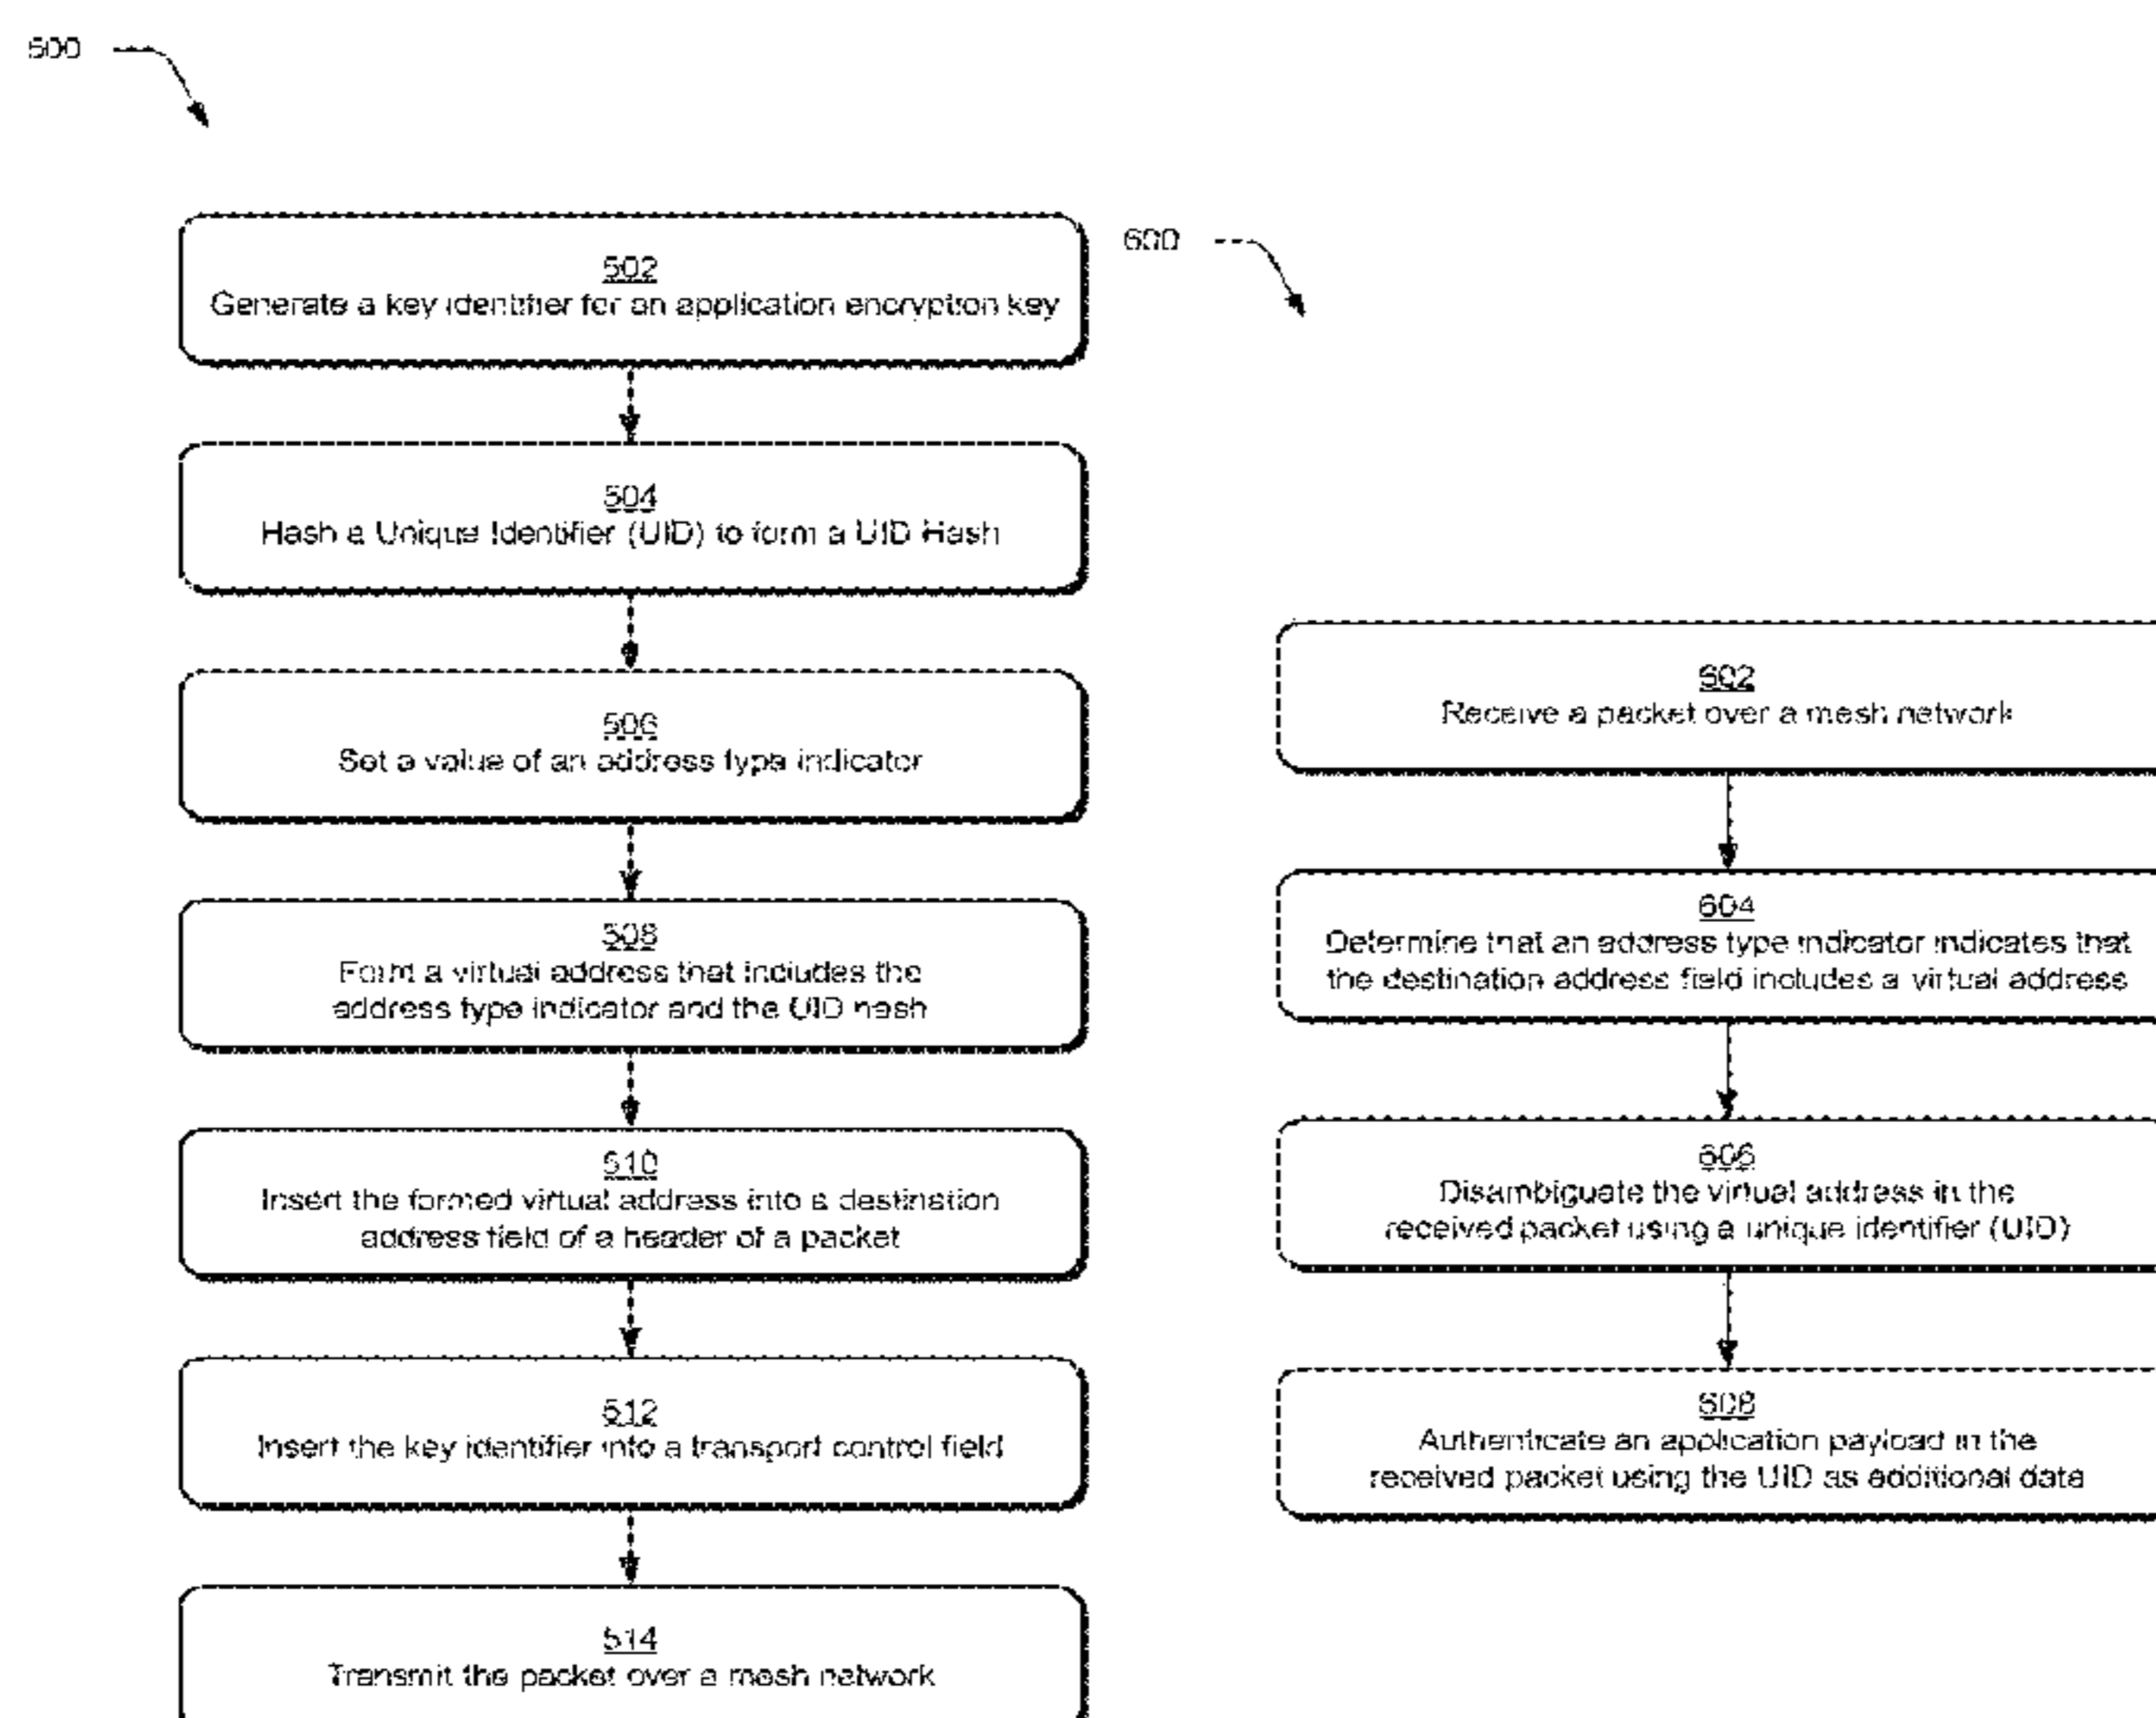 500
502
Generate a key identifier for an application encryption key
504
Hash a Unique Identifier (UID) to form a UID Hash
506
Set a value of an address type indicator
508
Form a virtual address that includes the
address type indicator and the UID hash
510
Insert the formed virtual address into a destination
address field of a header of a packet
512
Insert the key identifier into a transport control field
514
Transmit the packet over a mesh network
600
602
Receive a packet over a mesh network
604
Determine that an address type indicator indicates that
the destination address field includes a virtual address
606
Disambiguate the virtual address in the
received packet using a unique identifier (UID)
608
Authenticate an application payload in the
received packet using the UID as additional data